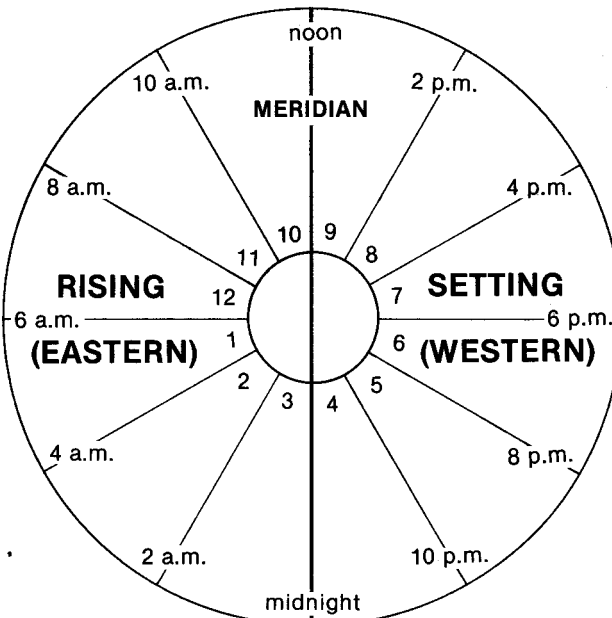 noon
10 a.m.
2 p.m.
MERIDIAN
8 a.m.
4 p.m.
10 9
11 8
RISING
SETTING
12 7
6 a.m.
6 p.m.
1 6
(EASTERN)
(WESTERN)
2 5
3 4
4 a.m.
8 p.m.
2 a.m.
10 p.m.
midnight